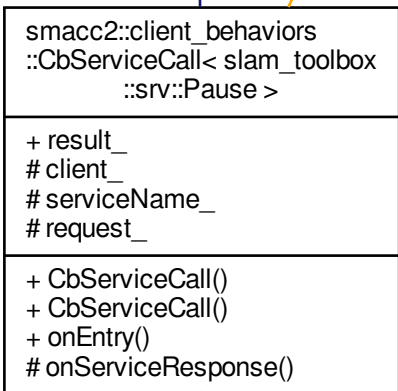 smacc2::client_behaviors
::CbServiceCall< slam_toolbox
::srv::Pause >
+ result_
# client_
# serviceName_
# request_
+ CbServiceCall()
+ CbServiceCall()
+ onEntry()
# onServiceResponse()